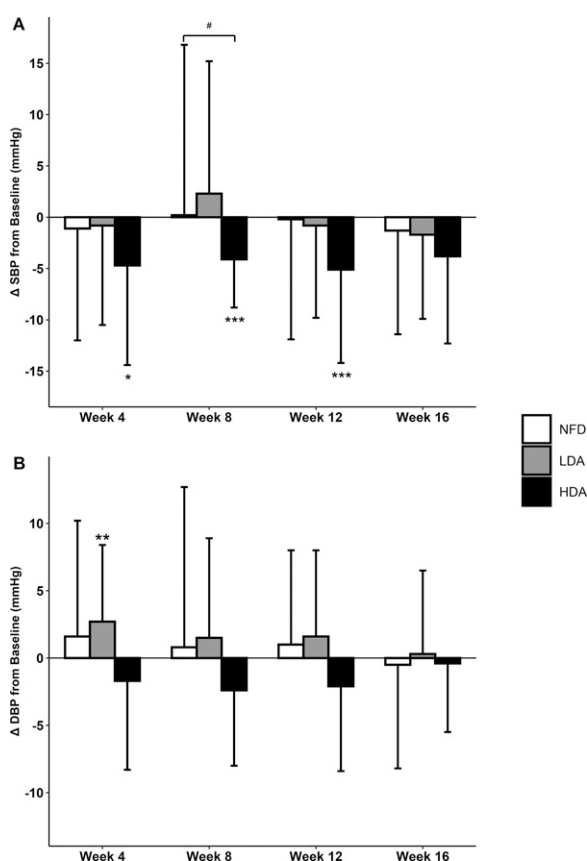 A
#
15
10
5
0
-5
-10
-15
Δ SBP from Baseline (mmHg)
*
***
***
Week 4 Week 8 Week 12 Week 16
NFD
LDA
HDA
B
**
10
5
0
-5
-10
Δ DBP from Baseline (mmHg)
Week 4 Week 8 Week 12 Week 16